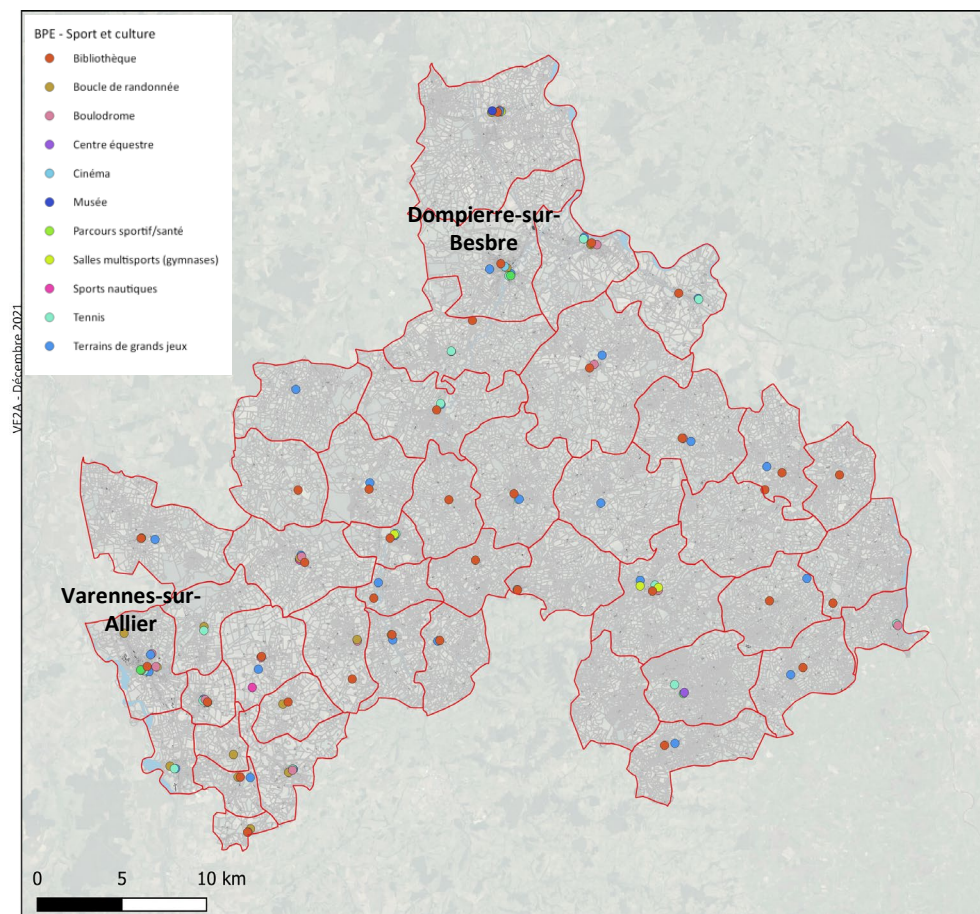 BPE - Sport et culture
Bibliothèque
Boucle de randonnée
Boulodrome
Centre équestre
Cinéma
Musée
Parcours sportif/santé
Salles multisports (gymnases)
Sports nautiques
Tennis
Terrains de grands jeux
VE2A - Décembre 2021
Dompierre-sur-
Besbre
Varennes-sur-
Allier
0 5 10 km